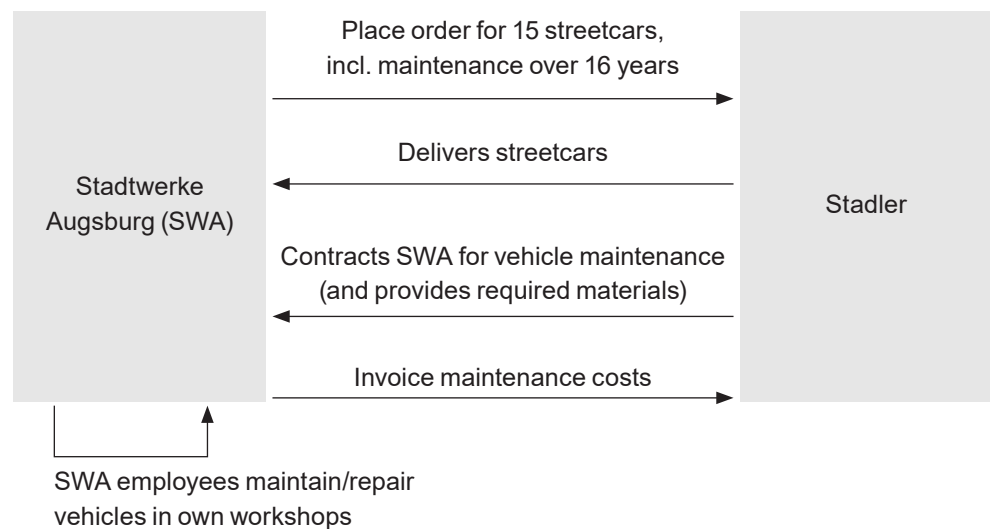 Place order for 15 streetcars,
incl. maintenance over 16 years
Delivers streetcars
Stadtwerke
Augsburg (SWA)
Stadler
Contracts SWA for vehicle maintenance
(and provides required materials)
Invoice maintenance costs
SWA employees maintain/repair
vehicles in own workshops